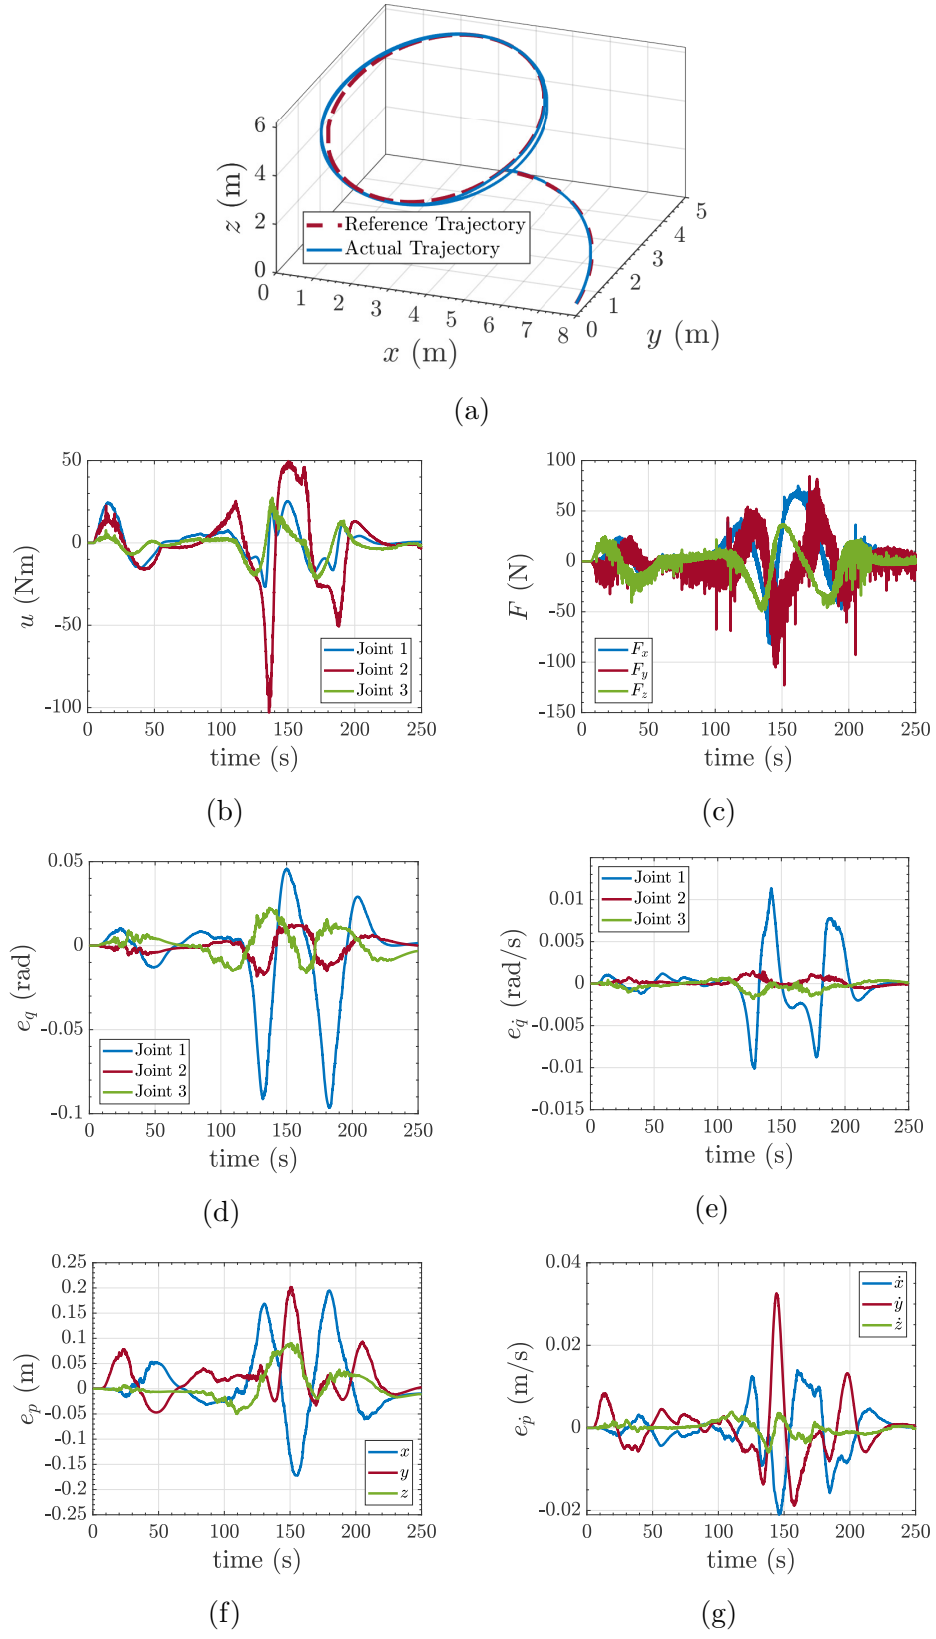 6
4
2
0
z (m)
Reference Trajectory
Actual Trajectory
0 1 2 3 4 5 6 7 8
x (m)
0 1 2 3 4 5
y (m)
(a)
50
0
-50
-100
u (Nm)
Joint 1
Joint 2
Joint 3
0 50 100 150 200 250
time (s)
(b)
100
50
0
-50
-100
-150
F (N)
F_x
F_y
F_z
0 50 100 150 200 250
time (s)
(c)
0.05
0
-0.05
-0.1
e_q (rad)
Joint 1
Joint 2
Joint 3
0 50 100 150 200 250
time (s)
(d)
0.01
0.005
0
-0.005
-0.01
-0.015
e_q̇ (rad/s)
Joint 1
Joint 2
Joint 3
0 50 100 150 200 250
time (s)
(e)
0.25
0.2
0.15
0.1
0.05
0
-0.05
-0.1
-0.15
-0.2
-0.25
e_p (m)
x
y
z
0 50 100 150 200 250
time (s)
(f)
0.04
0.02
0
-0.02
e_ṗ (m/s)
ẋ
ẏ
ż
0 50 100 150 200 250
time (s)
(g)